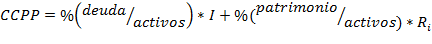 CCPP = %(deuda/activos) * I + %(patrimonio/activos) * Ri